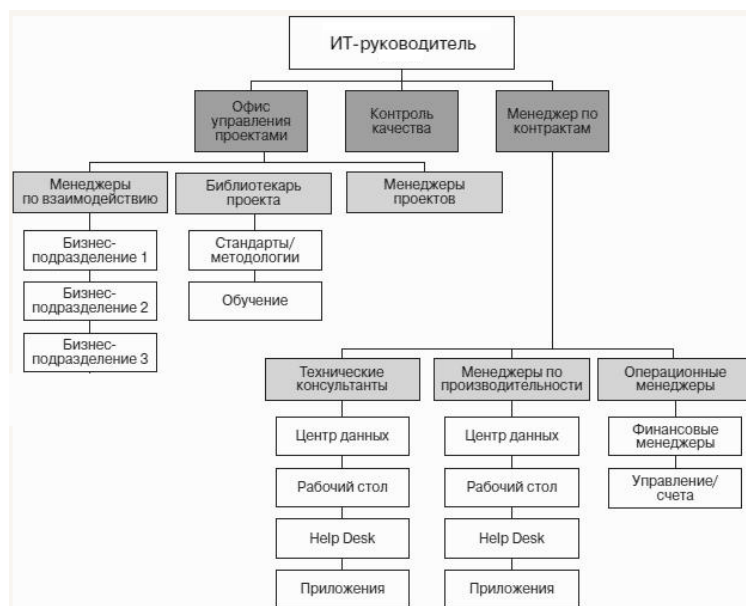 ИТ-руководитель
Офис
управления
проектами
Контроль
качества
Менеджер по
контрактам
Менеджеры
по взаимодействию
Библиотекарь
проекта
Менеджеры
проектов
Бизнес-
подразделение 1
Стандарты/
методологии
Бизнес-
подразделение 2
Обучение
Бизнес-
подразделение 3
Технические
консультанты
Менеджеры по
производительности
Операционные
менеджеры
Центр данных
Центр данных
Финансовые
менеджеры
Рабочий стол
Рабочий стол
Управление/
счета
Help Desk
Help Desk
Приложения
Приложения